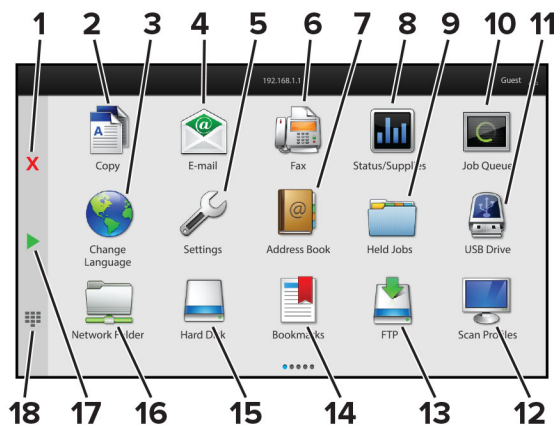 1 2 3 4 5 6 7 8 9 10 11
192.168.1.1 Guest
X
A
@
Copy E-mail Fax Status/Supplies Job Queue
@
Change Language Settings Address Book Held Jobs USB Drive
Network Folder Hard Disk Bookmarks FTP Scan Profiles
18 17 16 15 14 13 12